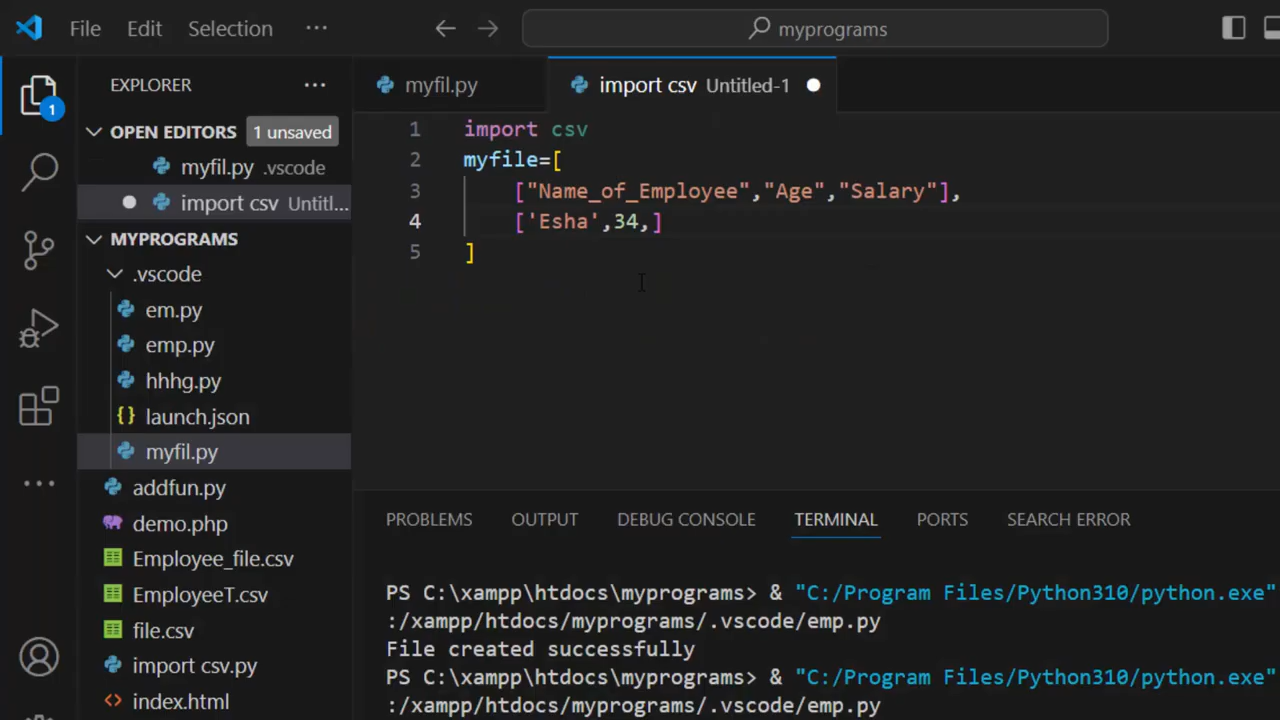 File Edit Selection ··· myprograms
EXPLORER ···
OPEN EDITORS 1 unsaved
myfil.py .vscode
import csv Untitl...
MYPROGRAMS
.vscode
em.py
emp.py
hhhg.py
{} launch.json
myfil.py
addfun.py
demo.php
Employee_file.csv
EmployeeT.csv
file.csv
import csv.py
<> index.html
1
myfil.py import csv Untitled-1
1 import csv
2 myfile=[
3 ["Name_of_Employee","Age","Salary"],
4 ['Esha',34,]
5 ]
PROBLEMS OUTPUT DEBUG CONSOLE TERMINAL PORTS SEARCH ERROR
PS C:\xampp\htdocs\myprograms> & "C:/Program Files/Python310/python.exe"
:/xampp/htdocs/myprograms/.vscode/emp.py
File created successfully
PS C:\xampp\htdocs\myprograms> & "C:/Program Files/Python310/python.exe"
:/xampp/htdocs/myprograms/.vscode/emp.py